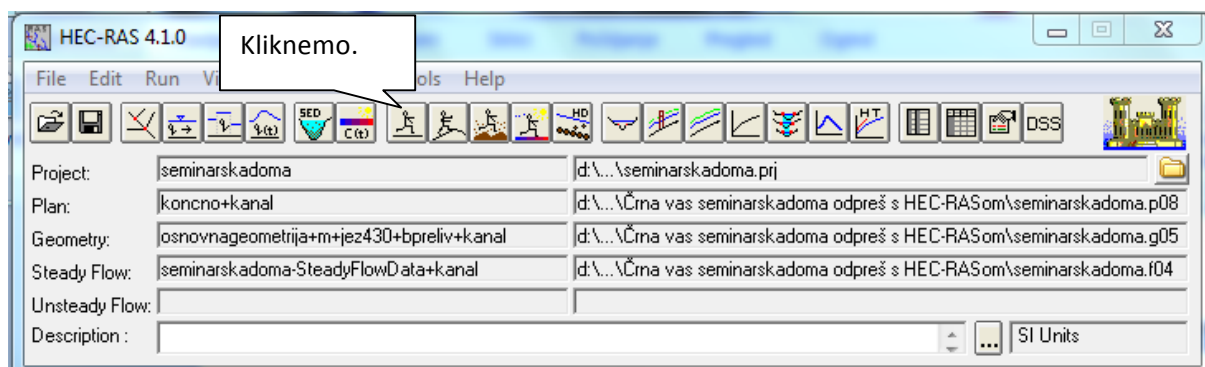 HEC-RAS 4.1.0
Kliknemo.
File Edit Run Vi ols Help
SED C(t) HD HT DSS
Project: seminarskadoma d:\...\seminarskadoma.prj
Plan: koncno+kanal d:\...\Črna vas seminarskadoma odpreš s HEC-RASom\seminarskadoma.p08
Geometry: osnovnageometrija+m+jez430+bpreliv+kanal d:\...\Črna vas seminarskadoma odpreš s HEC-RASom\seminarskadoma.g05
Steady Flow: seminarskadoma-SteadyFlowData+kanal d:\...\Črna vas seminarskadoma odpreš s HEC-RASom\seminarskadoma.f04
Unsteady Flow:
Description : ... SI Units